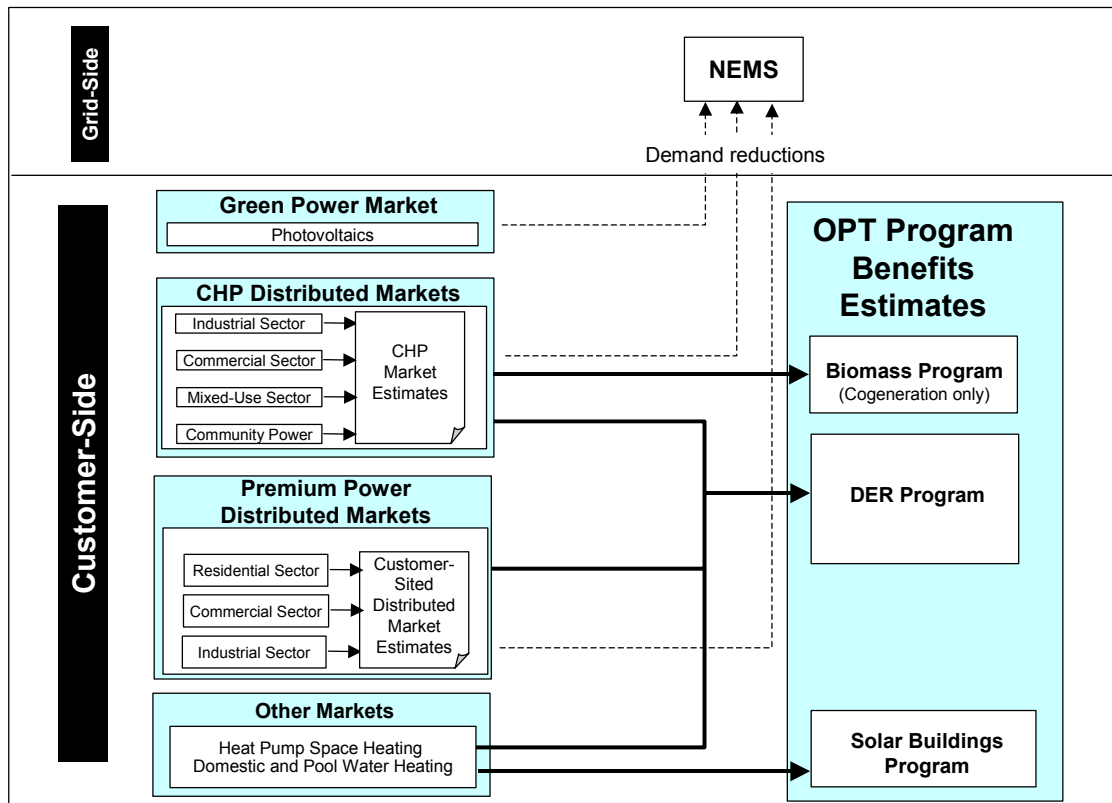 Grid-Side
NEMS
Demand reductions
Customer-Side
Green Power Market
Photovoltaics
CHP Distributed Markets
Industrial Sector
Commercial Sector
Mixed-Use Sector
Community Power
CHP
Market
Estimates
Premium Power
Distributed Markets
Residential Sector
Commercial Sector
Industrial Sector
Customer-
Sited
Distributed
Market
Estimates
Other Markets
Heat Pump Space Heating
Domestic and Pool Water Heating
OPT Program
Benefits
Estimates
Biomass Program
(Cogeneration only)
DER Program
Solar Buildings
Program